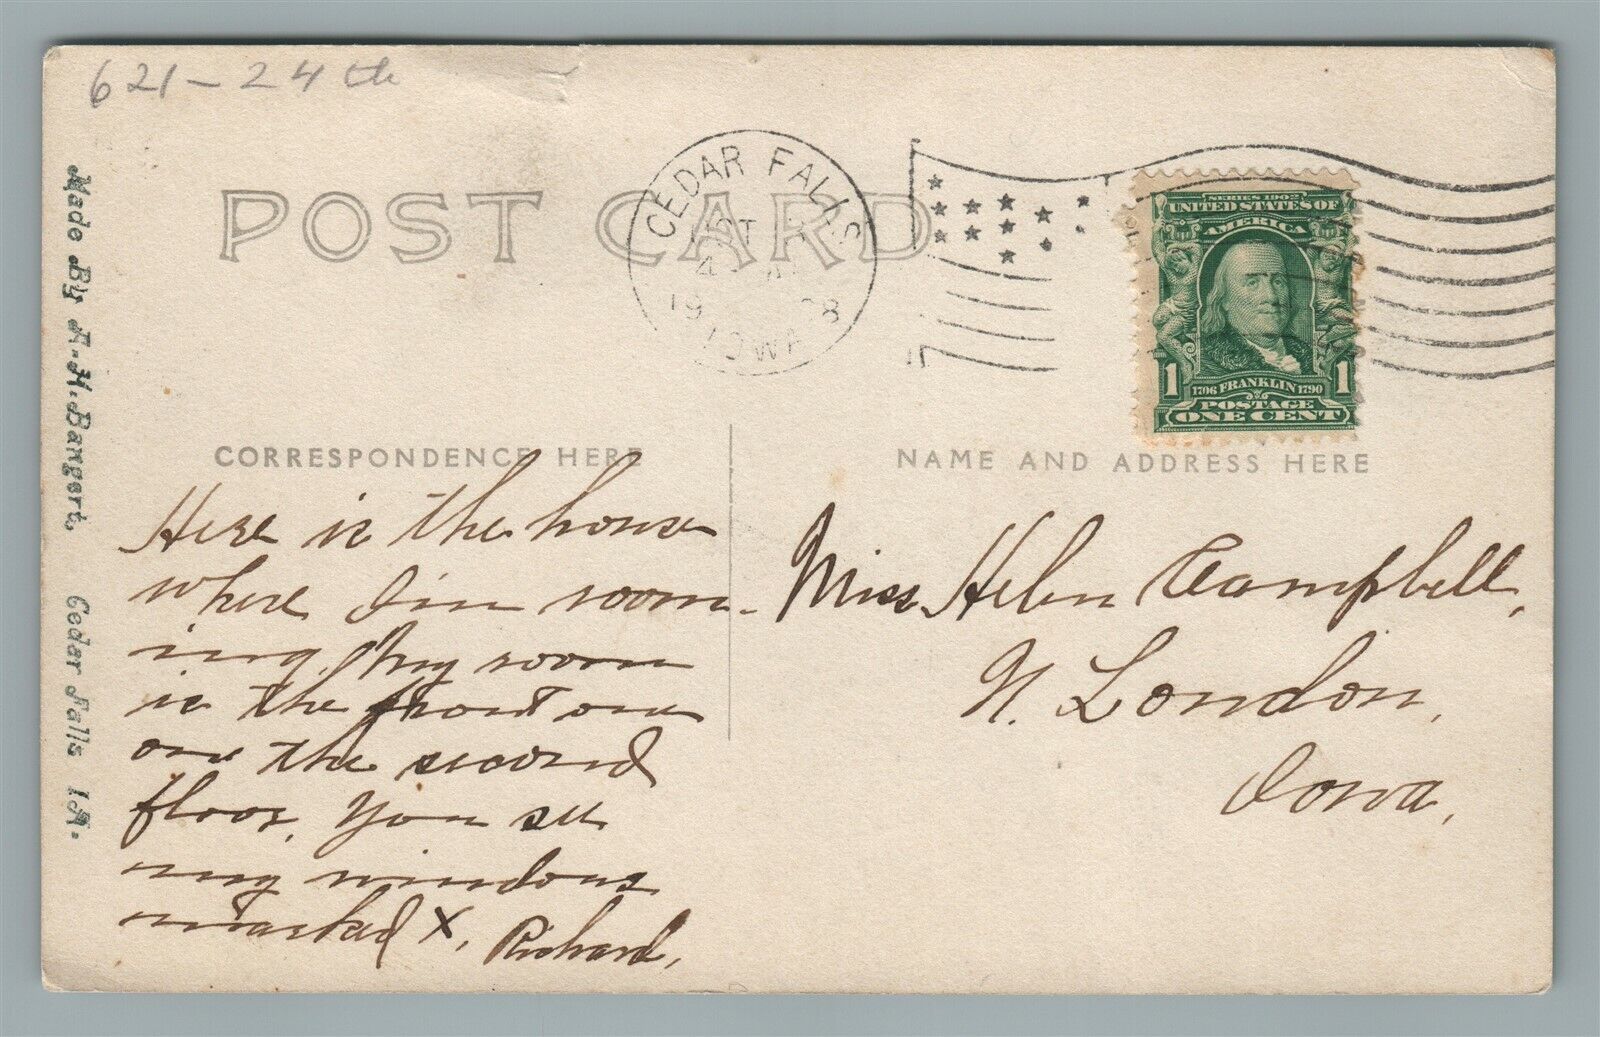 621 - 24th
POST CARD
CEDAR FALLS
OCT
1908
IOWA
SERIES 1902
UNITED STATES OF
AMERICA
1 1706 FRANKLIN 1790 1
POSTAGE
ONE CENT
Made By R.H. Bangert, Cedar Falls IA.
CORRESPONDENCE HERE
NAME AND ADDRESS HERE
Here is the house
where I'm room-
ing. My room
is the front one
one the second
floor. You see
my windows
marked X, Richard,
Miss Helen Campbell,
N. London,
Iowa,